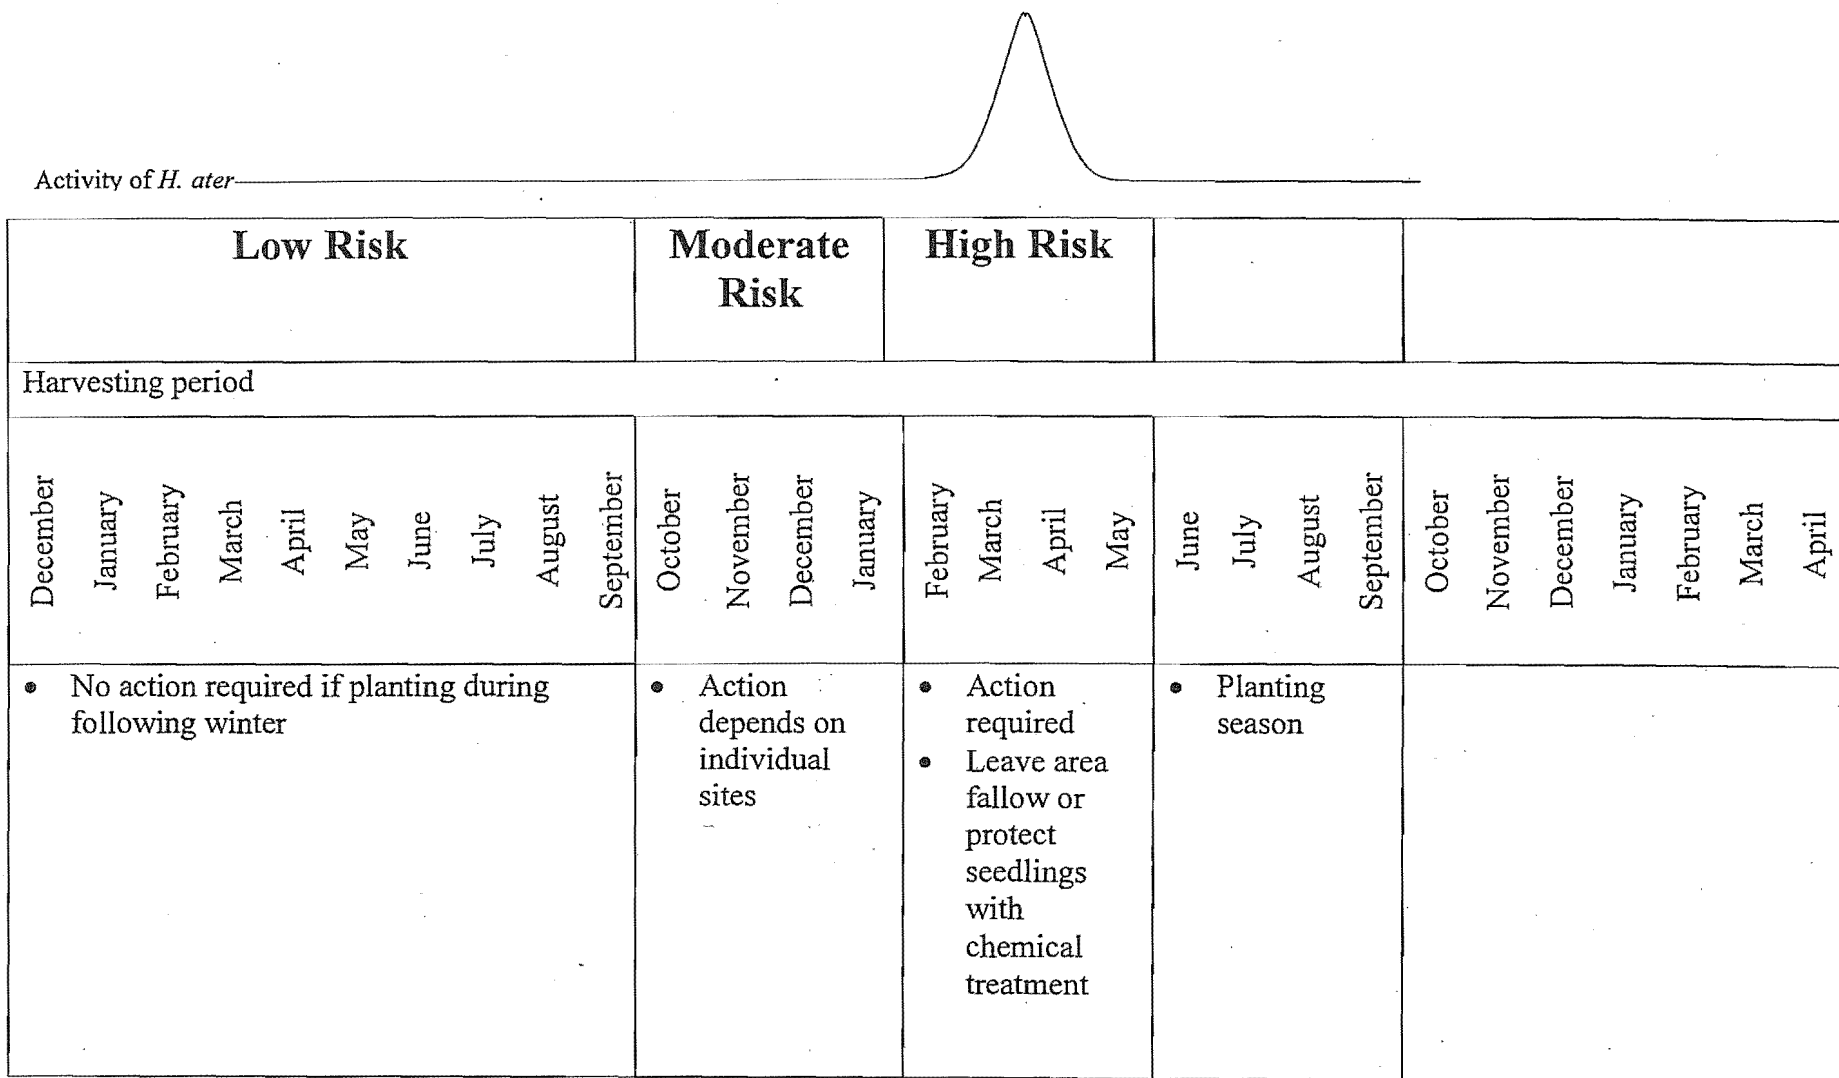 Activity of H. ater
Low Risk
Moderate
Risk
High Risk
Harvesting period
December
January
February
March
April
May
June
July
August
September
October
November
December
January
February
March
April
May
June
July
August
September
October
November
December
January
February
March
April
• No action required if planting during
following winter
• Action
depends on
individual
sites
• Action
required
• Leave area
fallow or
protect
seedlings
with
chemical
treatment
• Planting
season